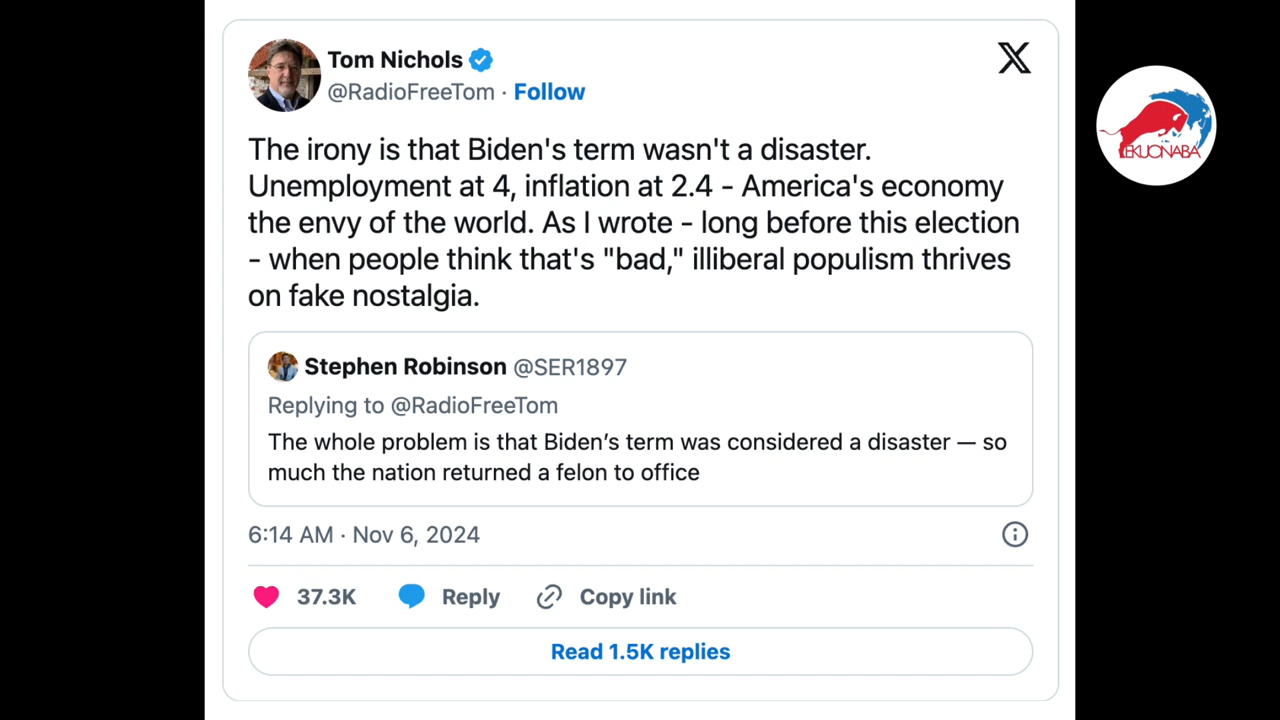 Tom Nichols
@RadioFreeTom · Follow
The irony is that Biden's term wasn't a disaster.
Unemployment at 4, inflation at 2.4 - America's economy
the envy of the world. As I wrote - long before this election
- when people think that's "bad," illiberal populism thrives
on fake nostalgia.
Stephen Robinson @SER1897
Replying to @RadioFreeTom
The whole problem is that Biden’s term was considered a disaster — so
much the nation returned a felon to office
6:14 AM · Nov 6, 2024
37.3K Reply Copy link
Read 1.5K replies
EKUONABA